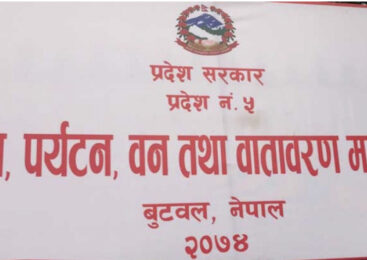 प्रदेश सरकार
प्रदेश नं. ५
, पर्यटन, वन तथा वातावरण
बुटवल, नेपाल
२०७४